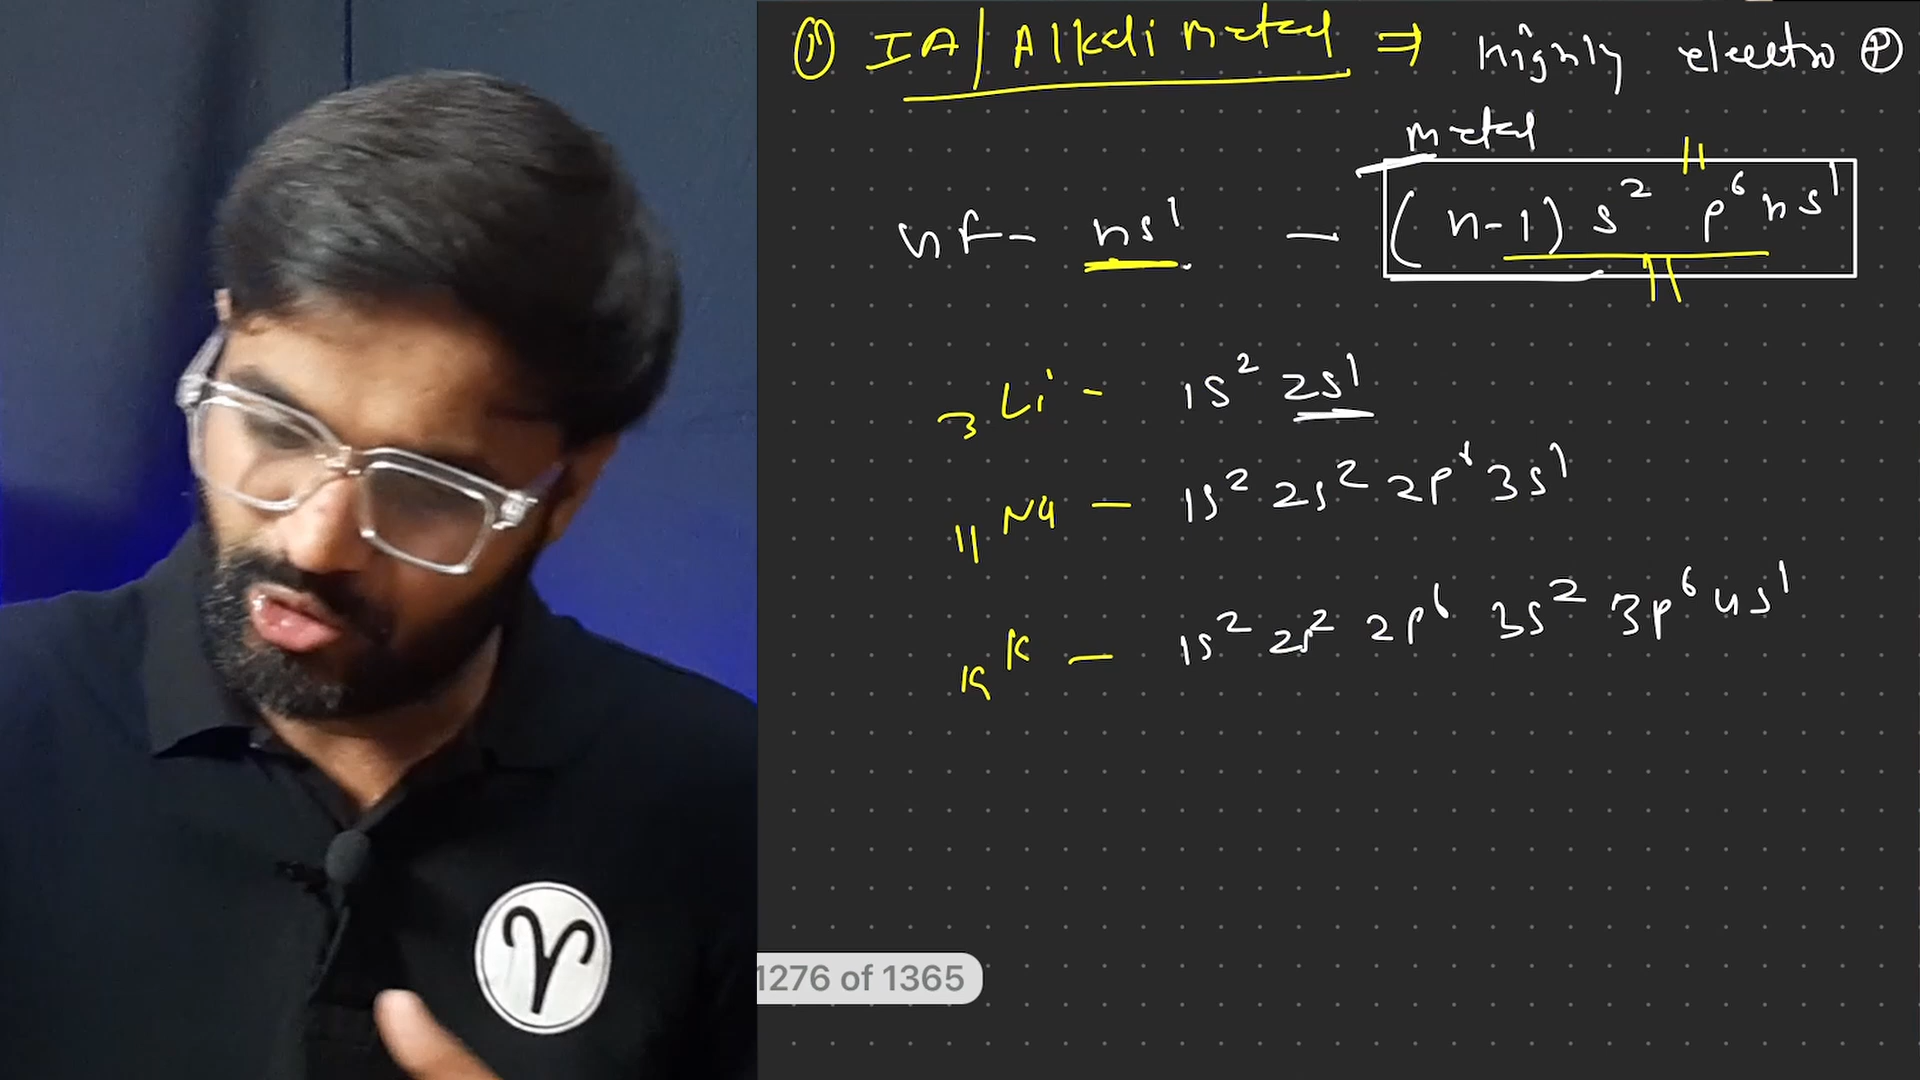 ① IA / Alkali metal ⇒ highly electro ⊕
metal
ns¹ – (n-1) s² p⁶ ns¹
₃Li - 1s² 2s¹
₁₁Na – 1s² 2s² 2p⁶ 3s¹
₁₉K – 1s² 2s² 2p⁶ 3s² 3p⁶ 4s¹
1276 of 1365